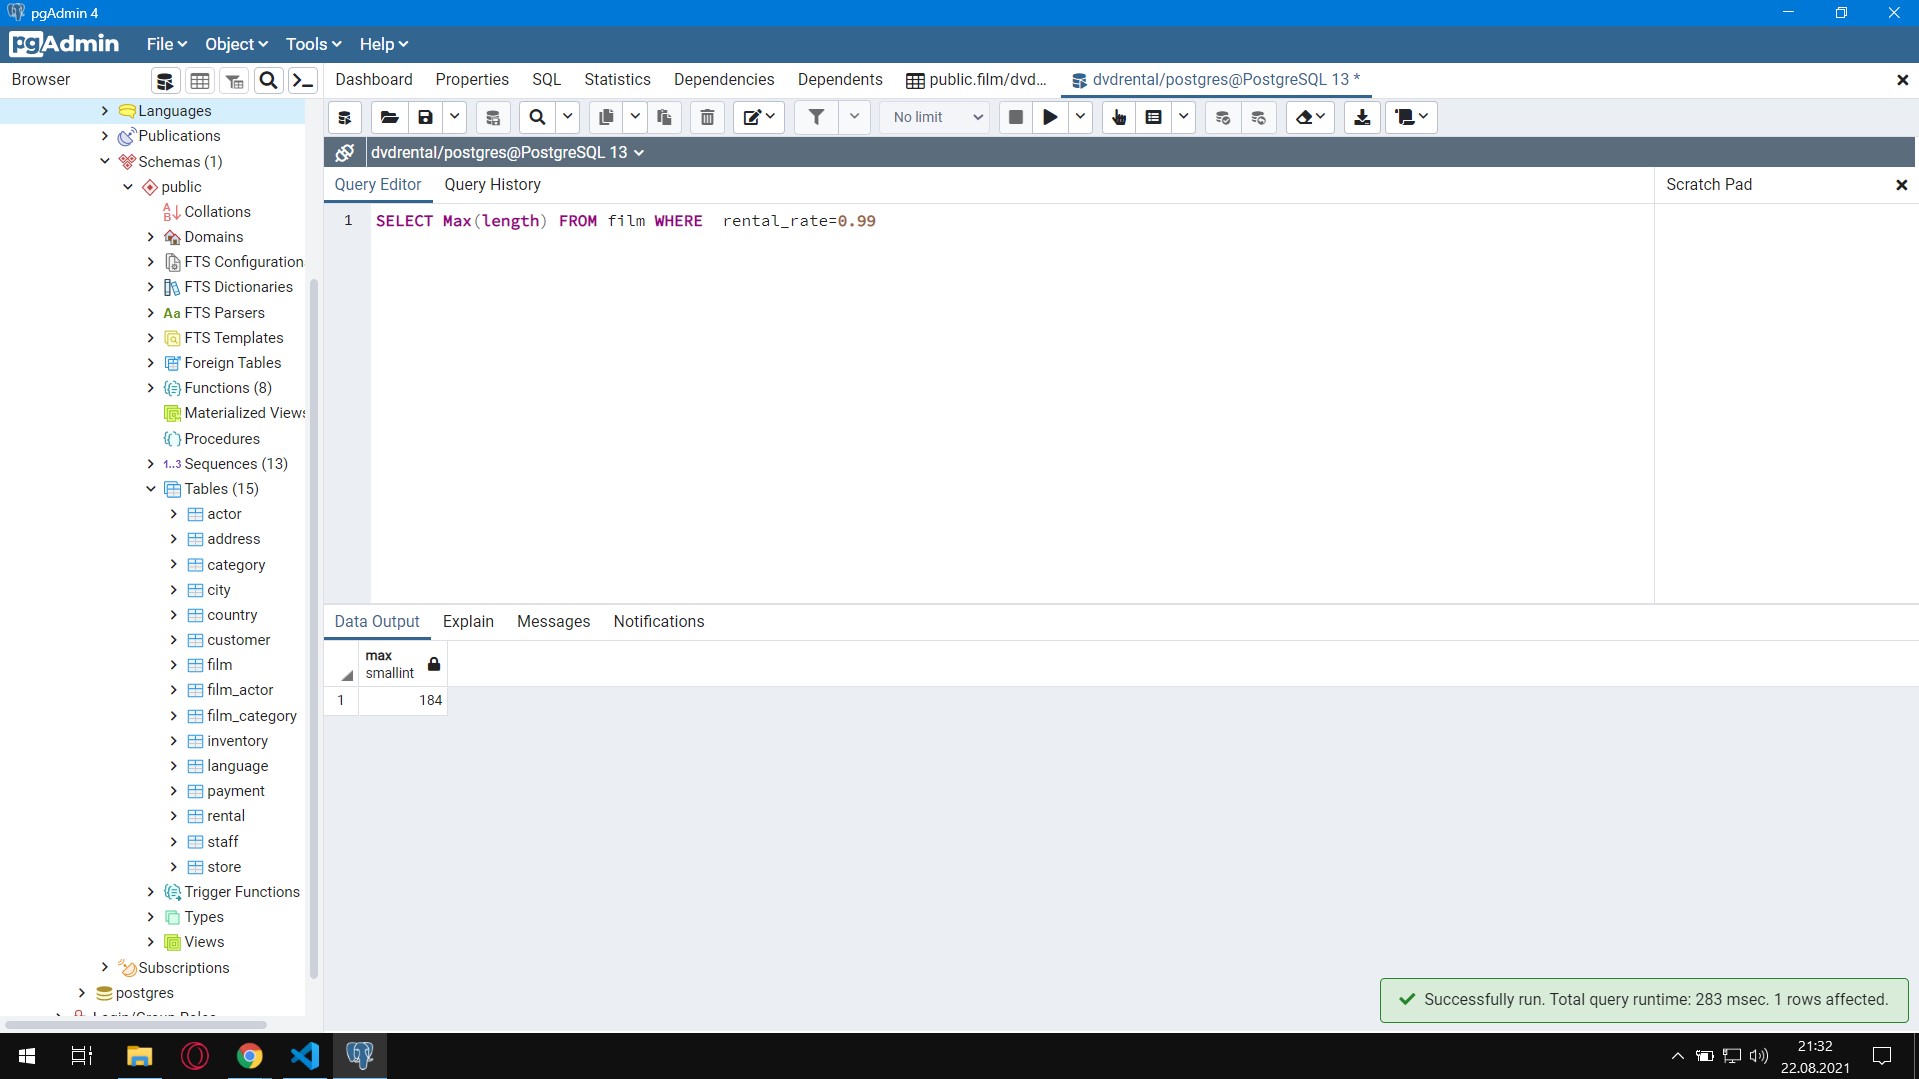 pgAdmin 4
pgAdmin File Object Tools Help
Browser
Dashboard Properties SQL Statistics Dependencies Dependents public.film/dvd... dvdrental/postgres@PostgreSQL 13 *
No limit
dvdrental/postgres@PostgreSQL 13
Query Editor Query History
Scratch Pad
1 SELECT Max(length) FROM film WHERE rental_rate=0.99
Languages
Publications
Schemas (1)
public
Collations
Domains
FTS Configuration
FTS Dictionaries
Aa FTS Parsers
FTS Templates
Foreign Tables
Functions (8)
Materialized Views
Procedures
1..3 Sequences (13)
Tables (15)
actor
address
category
city
country
customer
film
film_actor
film_category
inventory
language
payment
rental
staff
store
Trigger Functions
Types
Views
Subscriptions
postgres
Login/Group Roles
Data Output Explain Messages Notifications
max
smallint
1 184
Successfully run. Total query runtime: 283 msec. 1 rows affected.
21:32
22.08.2021